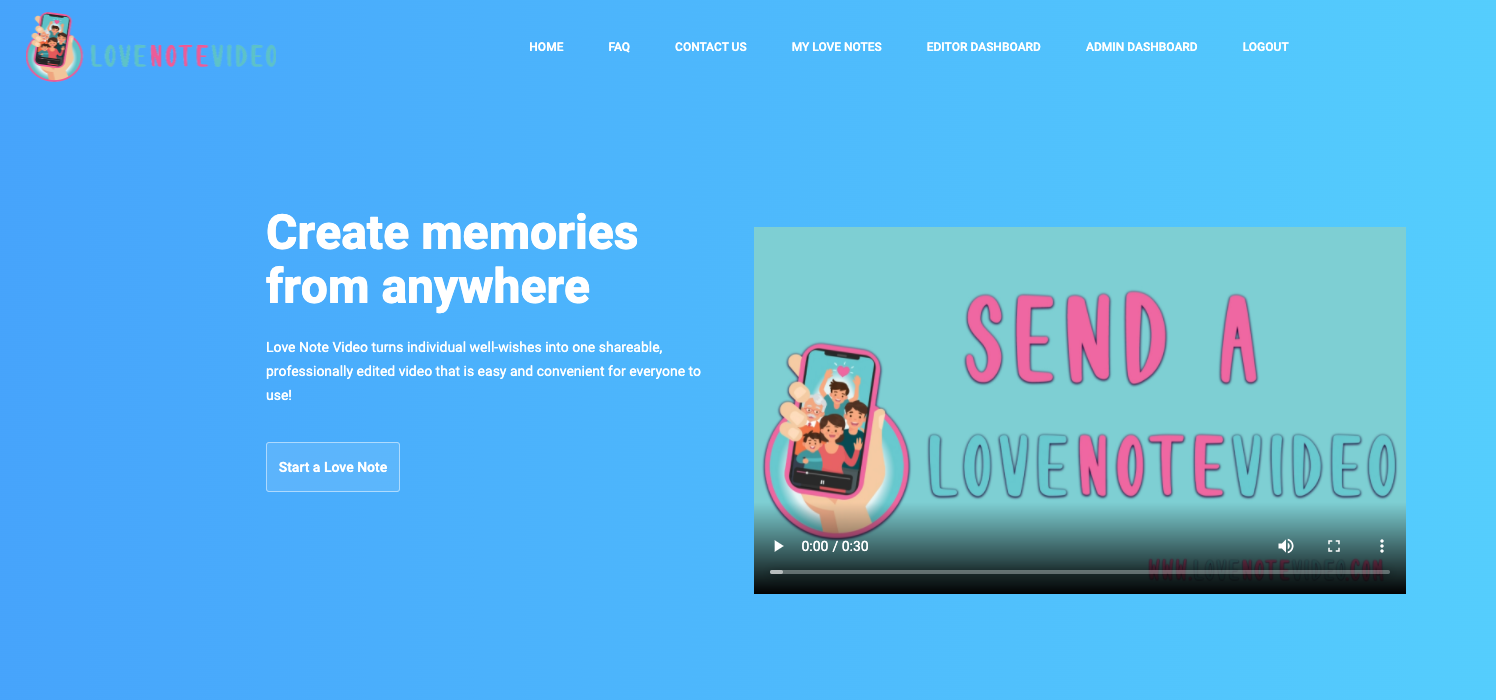 LOVENOTEVIDEO
HOME FAQ CONTACT US MY LOVE NOTES EDITOR DASHBOARD ADMIN DASHBOARD LOGOUT
Create memories
from anywhere
Love Note Video turns individual well-wishes into one shareable,
professionally edited video that is easy and convenient for everyone to
use!
Start a Love Note
SEND A
LOVENOTEVIDEO
0:00 / 0:30
WWW.LOVENOTEVIDEO.COM